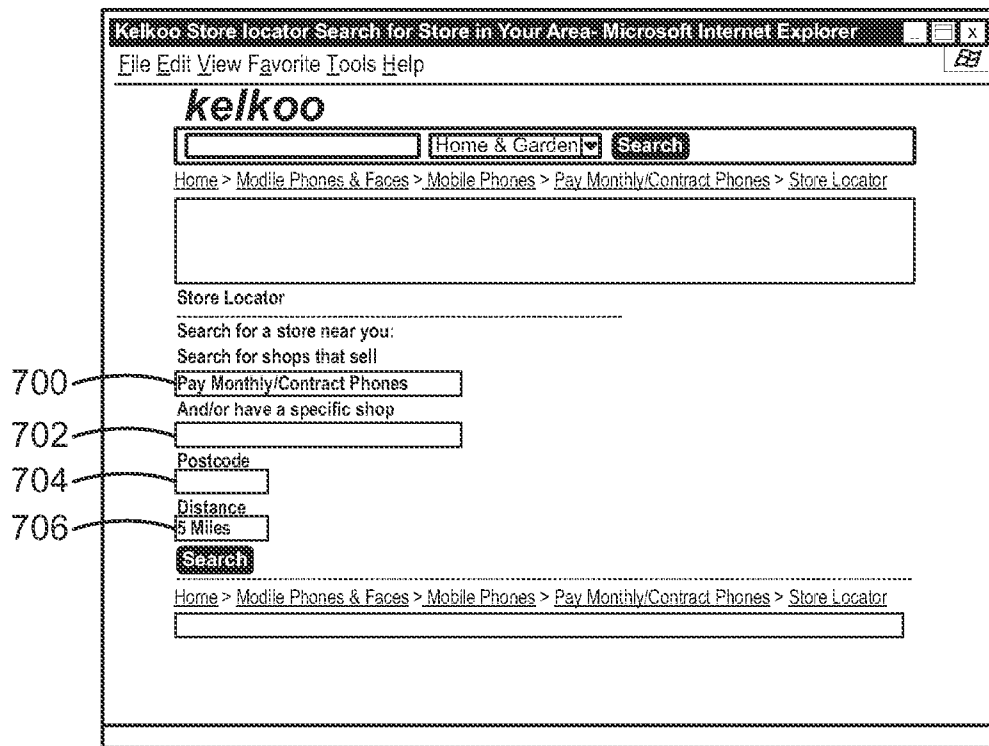 Kelkoo Store locator Search for Store in Your Area- Microsoft Internet Explorer
File Edit View Favorite Tools Help
kelkoo
Home & Garden Search
Home > Modile Phones & Faces > Mobile Phones > Pay Monthly/Contract Phones > Store Locator
Store Locator
Search for a store near you:
Search for shops that sell
700 Pay Monthly/Contract Phones
And/or have a specific shop
702
Postcode
704
Distance
706 5 Miles
Search
Home > Modile Phones & Faces > Mobile Phones > Pay Monthly/Contract Phones > Store Locator